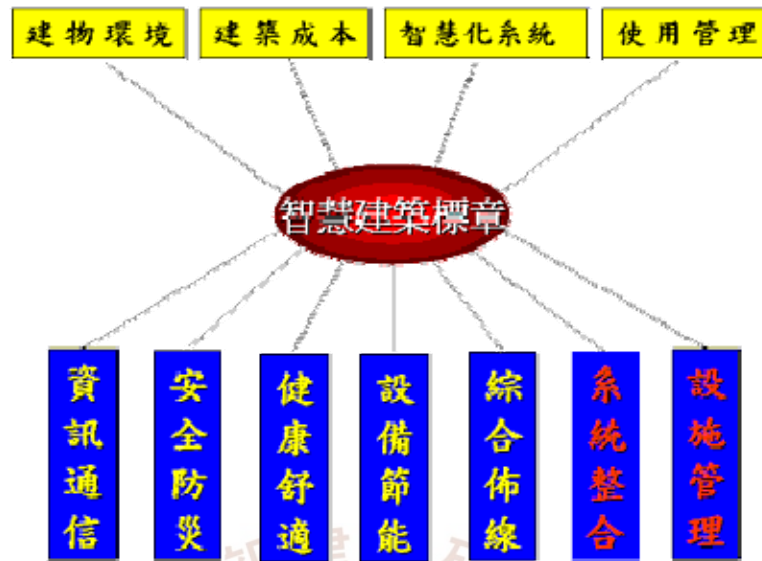 建物環境
建築成本
智慧化系統
使用管理
智慧建築標章
資訊通信
安全防災
健康舒適
設備節能
綜合佈線
系統整合
設施管理